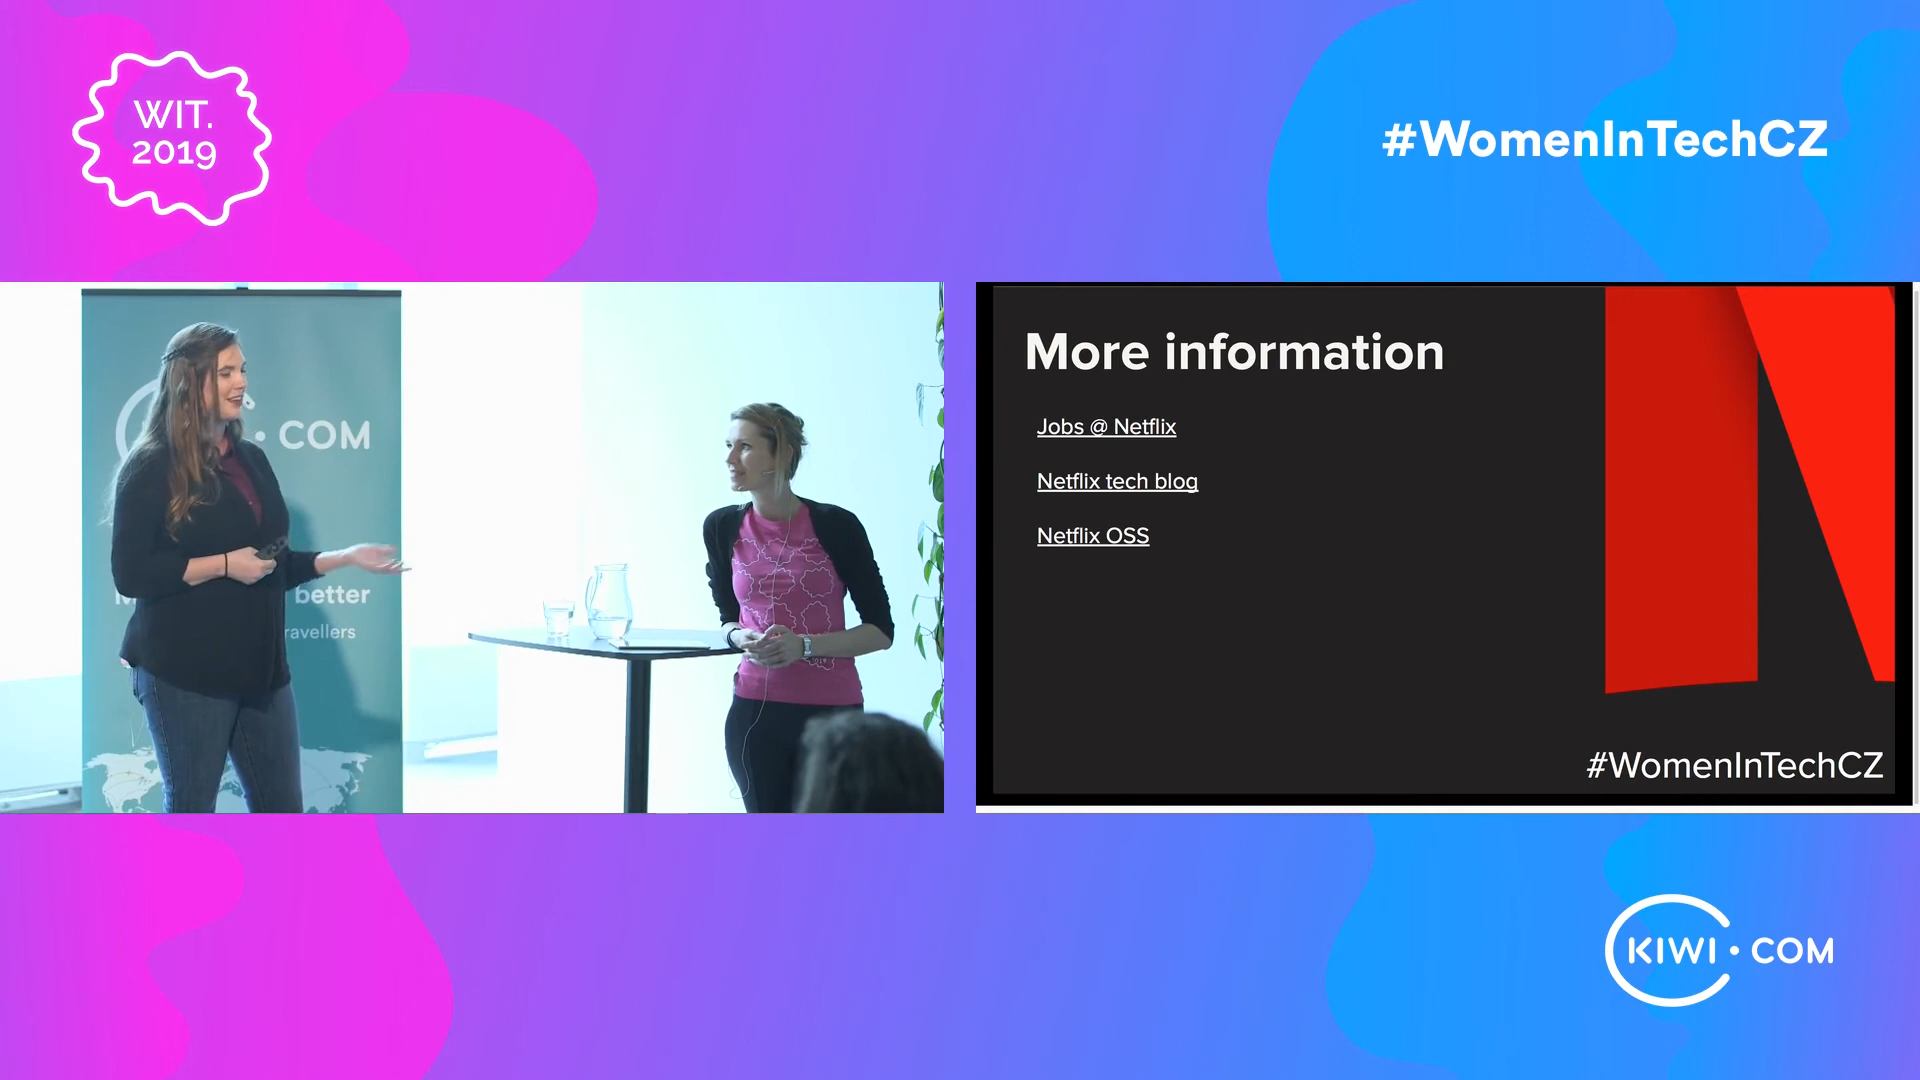 WIT.
2019
#WomenInTechCZ
.COM
better
ravellers
More information
Jobs @ Netflix
Netflix tech blog
Netflix OSS
#WomenInTechCZ
KIWI.COM